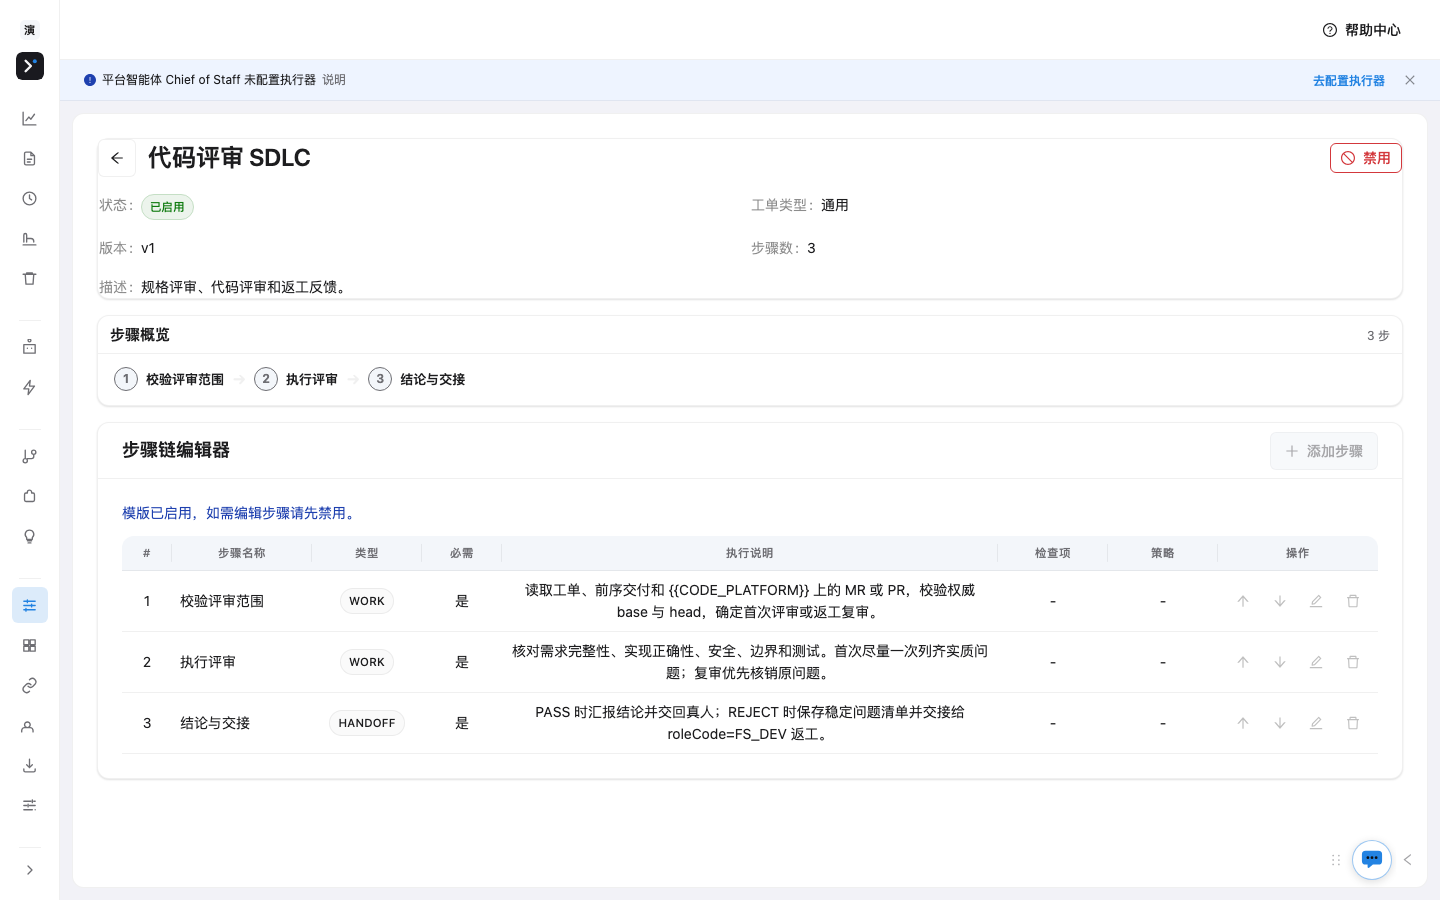 演
帮助中心
平台智能体 Chief of Staff 未配置执行器 说明
去配置执行器
代码评审 SDLC
禁用
状态： 已启用
工单类型： 通用
版本： v1
步骤数： 3
描述： 规格评审、代码评审和返工反馈。
步骤概览
3 步
1 校验评审范围 → 2 执行评审 → 3 结论与交接
步骤链编辑器
添加步骤
模版已启用，如需编辑步骤请先禁用。
# 步骤名称 类型 必需 执行说明 检查项 策略 操作
1 校验评审范围 WORK 是 读取工单、前序交付和 {{CODE_PLATFORM}} 上的 MR 或 PR，校验权威
base 与 head，确定首次评审或返工复审。 - -
2 执行评审 WORK 是 核对需求完整性、实现正确性、安全、边界和测试。首次尽量一次列齐实质问
题；复审优先核销原问题。 - -
3 结论与交接 HANDOFF 是 PASS 时汇报结论并交回真人；REJECT 时保存稳定问题清单并交接给
roleCode=FS_DEV 返工。 - -